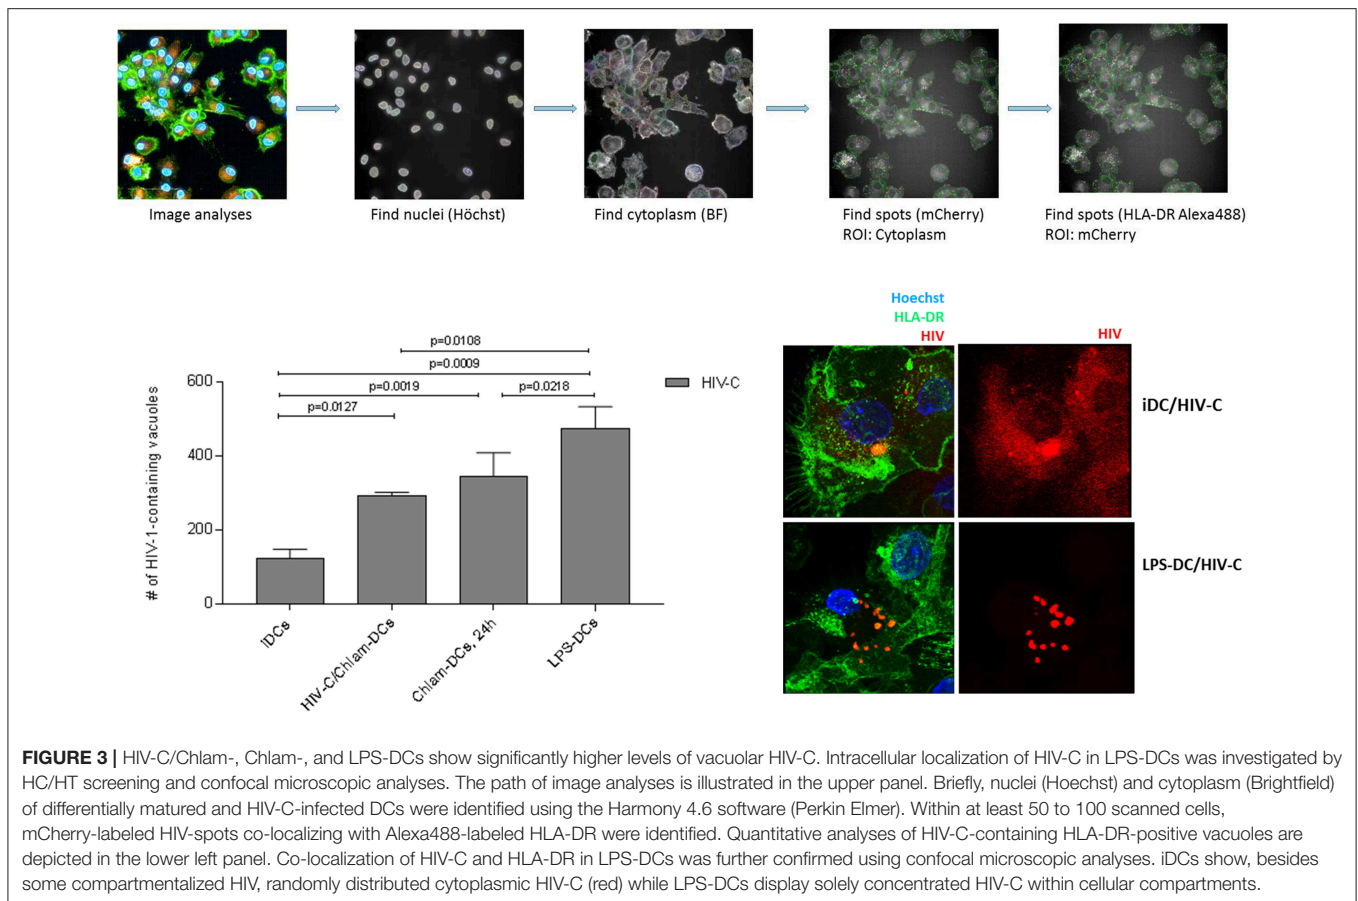 Image analyses
Find nuclei (Höchst)
Find cytoplasm (BF)
Find spots (mCherry)
ROI: Cytoplasm
Find spots (HLA-DR Alexa488)
ROI: mCherry
p=0.0108
p=0.0009
p=0.0019
p=0.0218
p=0.0127
HIV-C
# of HIV-1-containing vacuoles
600
400
200
0
iDCs
HIV-C/Chlam-DCs
Chlam-DCs, 24h
LPS-DCs
Hoechst
HLA-DR
HIV
HIV
iDC/HIV-C
LPS-DC/HIV-C
FIGURE 3 | HIV-C/Chlam-, Chlam-, and LPS-DCs show significantly higher levels of vacuolar HIV-C. Intracellular localization of HIV-C in LPS-DCs was investigated by
HC/HT screening and confocal microscopic analyses. The path of image analyses is illustrated in the upper panel. Briefly, nuclei (Hoechst) and cytoplasm (Brightfield)
of differentially matured and HIV-C-infected DCs were identified using the Harmony 4.6 software (Perkin Elmer). Within at least 50 to 100 scanned cells,
mCherry-labeled HIV-spots co-localizing with Alexa488-labeled HLA-DR were identified. Quantitative analyses of HIV-C-containing HLA-DR-positive vacuoles are
depicted in the lower left panel. Co-localization of HIV-C and HLA-DR in LPS-DCs was further confirmed using confocal microscopic analyses. iDCs show, besides
some compartmentalized HIV, randomly distributed cytoplasmic HIV-C (red) while LPS-DCs display solely concentrated HIV-C within cellular compartments.